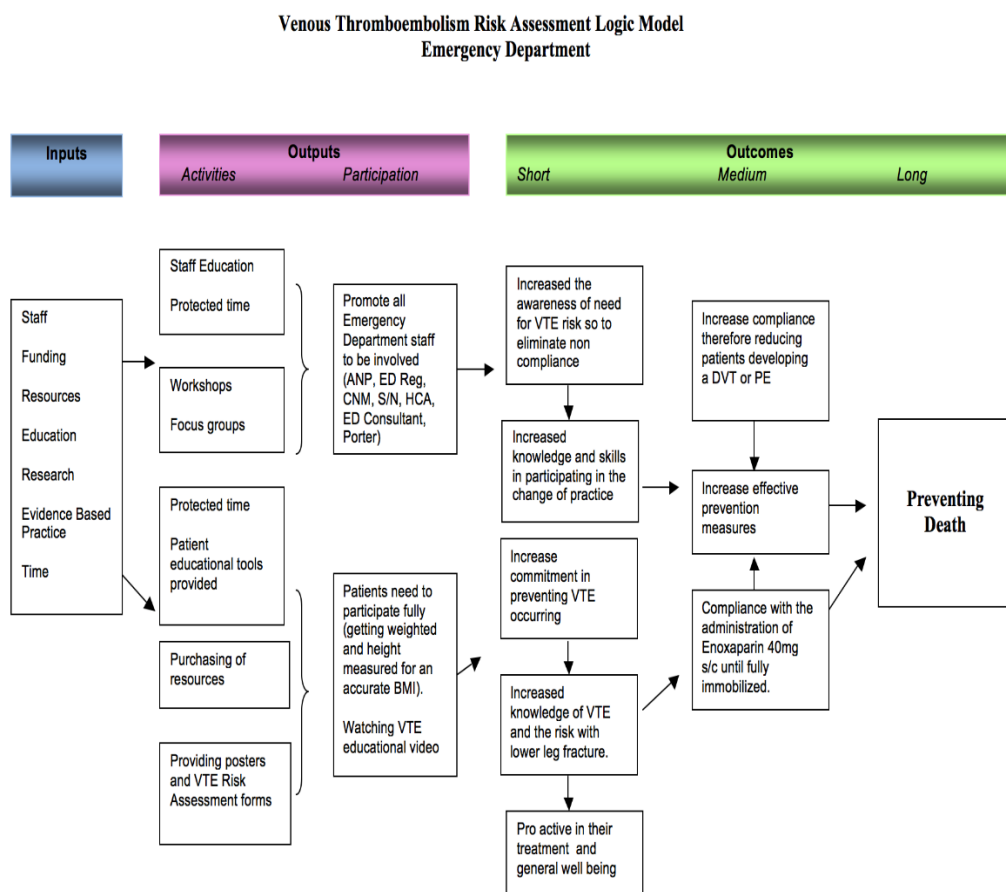 Venous Thromboembolism Risk Assessment Logic Model
Emergency Department
Inputs
Outputs
Activities
Participation
Outcomes
Short
Medium
Long
Staff
Funding
Resources
Education
Research
Evidence Based
Practice
Time
Staff Education
Protected time
Workshops
Focus groups
Protected time
Patient
educational tools
provided
Purchasing of
resources
Providing posters
and VTE Risk
Assessment forms
Promote all
Emergency
Department staff
to be involved
(ANP, ED Reg,
CNM, S/N, HCA,
ED Consultant,
Porter)
Patients need to
participate fully
(getting weighted
and height
measured for an
accurate BMI).
Watching VTE
educational video
Increased the
awareness of need
for VTE risk so to
eliminate non
compliance
Increased
knowledge and skills
in participating in the
change of practice
Increase
commitment in
preventing VTE
occurring
Increased
knowledge of VTE
and the risk with
lower leg fracture.
Pro active in their
treatment and
general well being
Increase compliance
therefore reducing
patients developing
a DVT or PE
Increase effective
prevention
measures
Compliance with the
administration of
Enoxaparin 40mg
s/c until fully
immobilized.
Preventing
Death